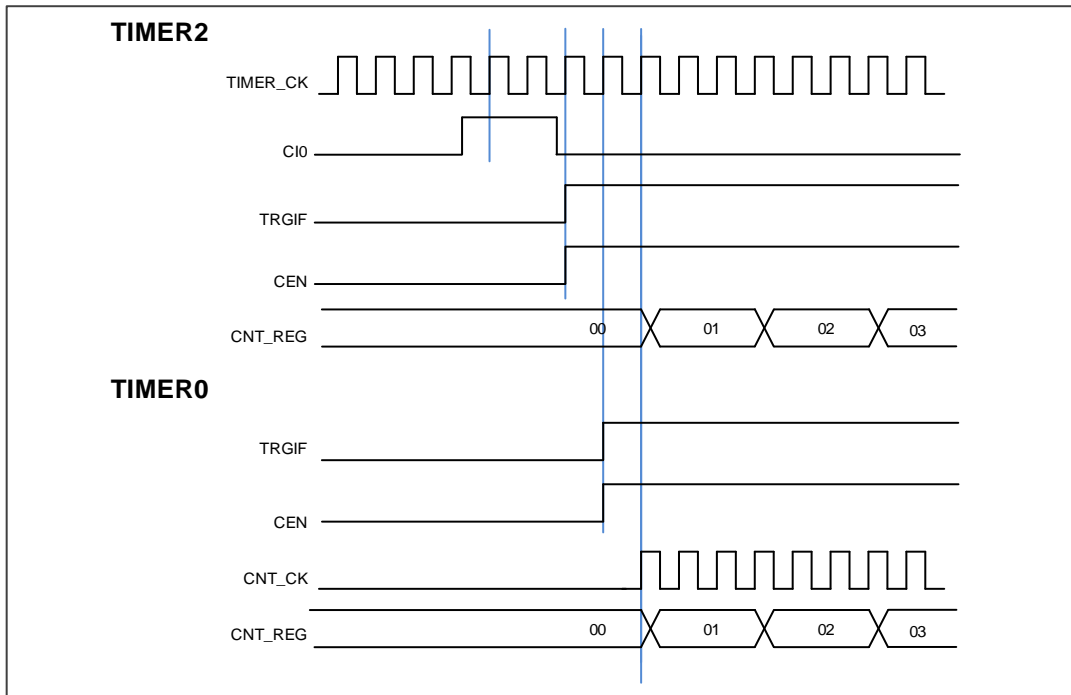 TIMER2
TIMER_CK
CI0
TRGIF
CEN
CNT_REG 00 01 02 03
TIMER0
TRGIF
CEN
CNT_CK
CNT_REG 00 01 02 03